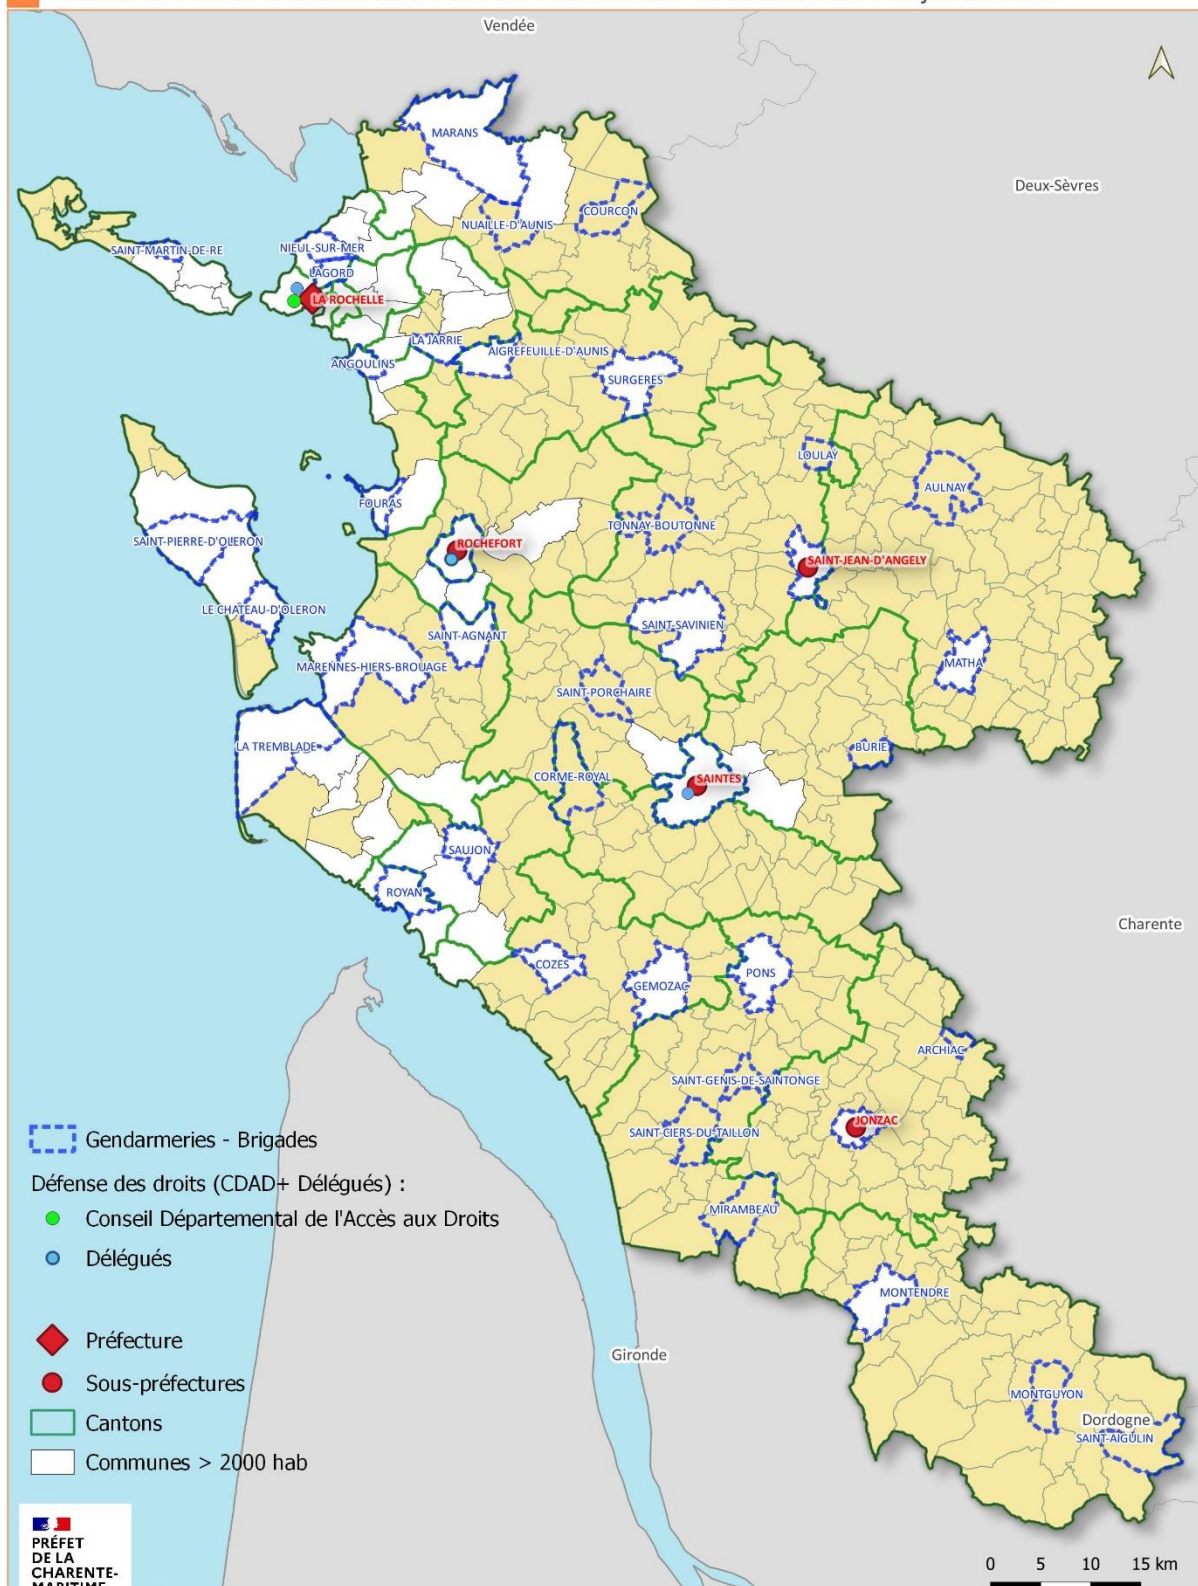 Vendée
MARANS
Deux-Sèvres
COURCON
NUAILLE-D'AUNIS
SAINT-MARTIN-DE-RE
NIEUL-SUR-MER
LAGORD
LA ROCHELLE
LA JARRIE
AIGREFEUILLE-D'AUNIS
ANGOULINS
SURGERES
LOULAY
AULNAY
FOURAS
TONNAY-BOUTONNE
SAINT-PIERRE-D'OLERON
ROCHEFORT
SAINT-JEAN-D'ANGELY
LE CHATEAU-D'OLERON
SAINT-SAVINIEN
SAINT-AGNANT
MARENNES-HIERS-BROUAGE
MATHA
SAINT-PORCHAIRE
LA TREMBLADE
BURIE
CORME-ROYAL
SAINTES
SAUJON
ROYAN
Charente
COZES
PONS
GEMOZAC
ARCHIAC
SAINT-GENIS-DE-SAINTONGE
JONZAC
SAINT-CIERS-DU-TAILLON
MIRAMBEAU
MONTENDRE
Gironde
MONTGUYON
Dordogne
SAINT-AIGULIN
Gendarmeries - Brigades
Défense des droits (CDAD+ Délégués) :
Conseil Départemental de l'Accès aux Droits
Délégués
Préfecture
Sous-préfectures
Cantons
Communes > 2000 hab
PRÉFET
DE LA
CHARENTE-
MARITIME
0 5 10 15 km